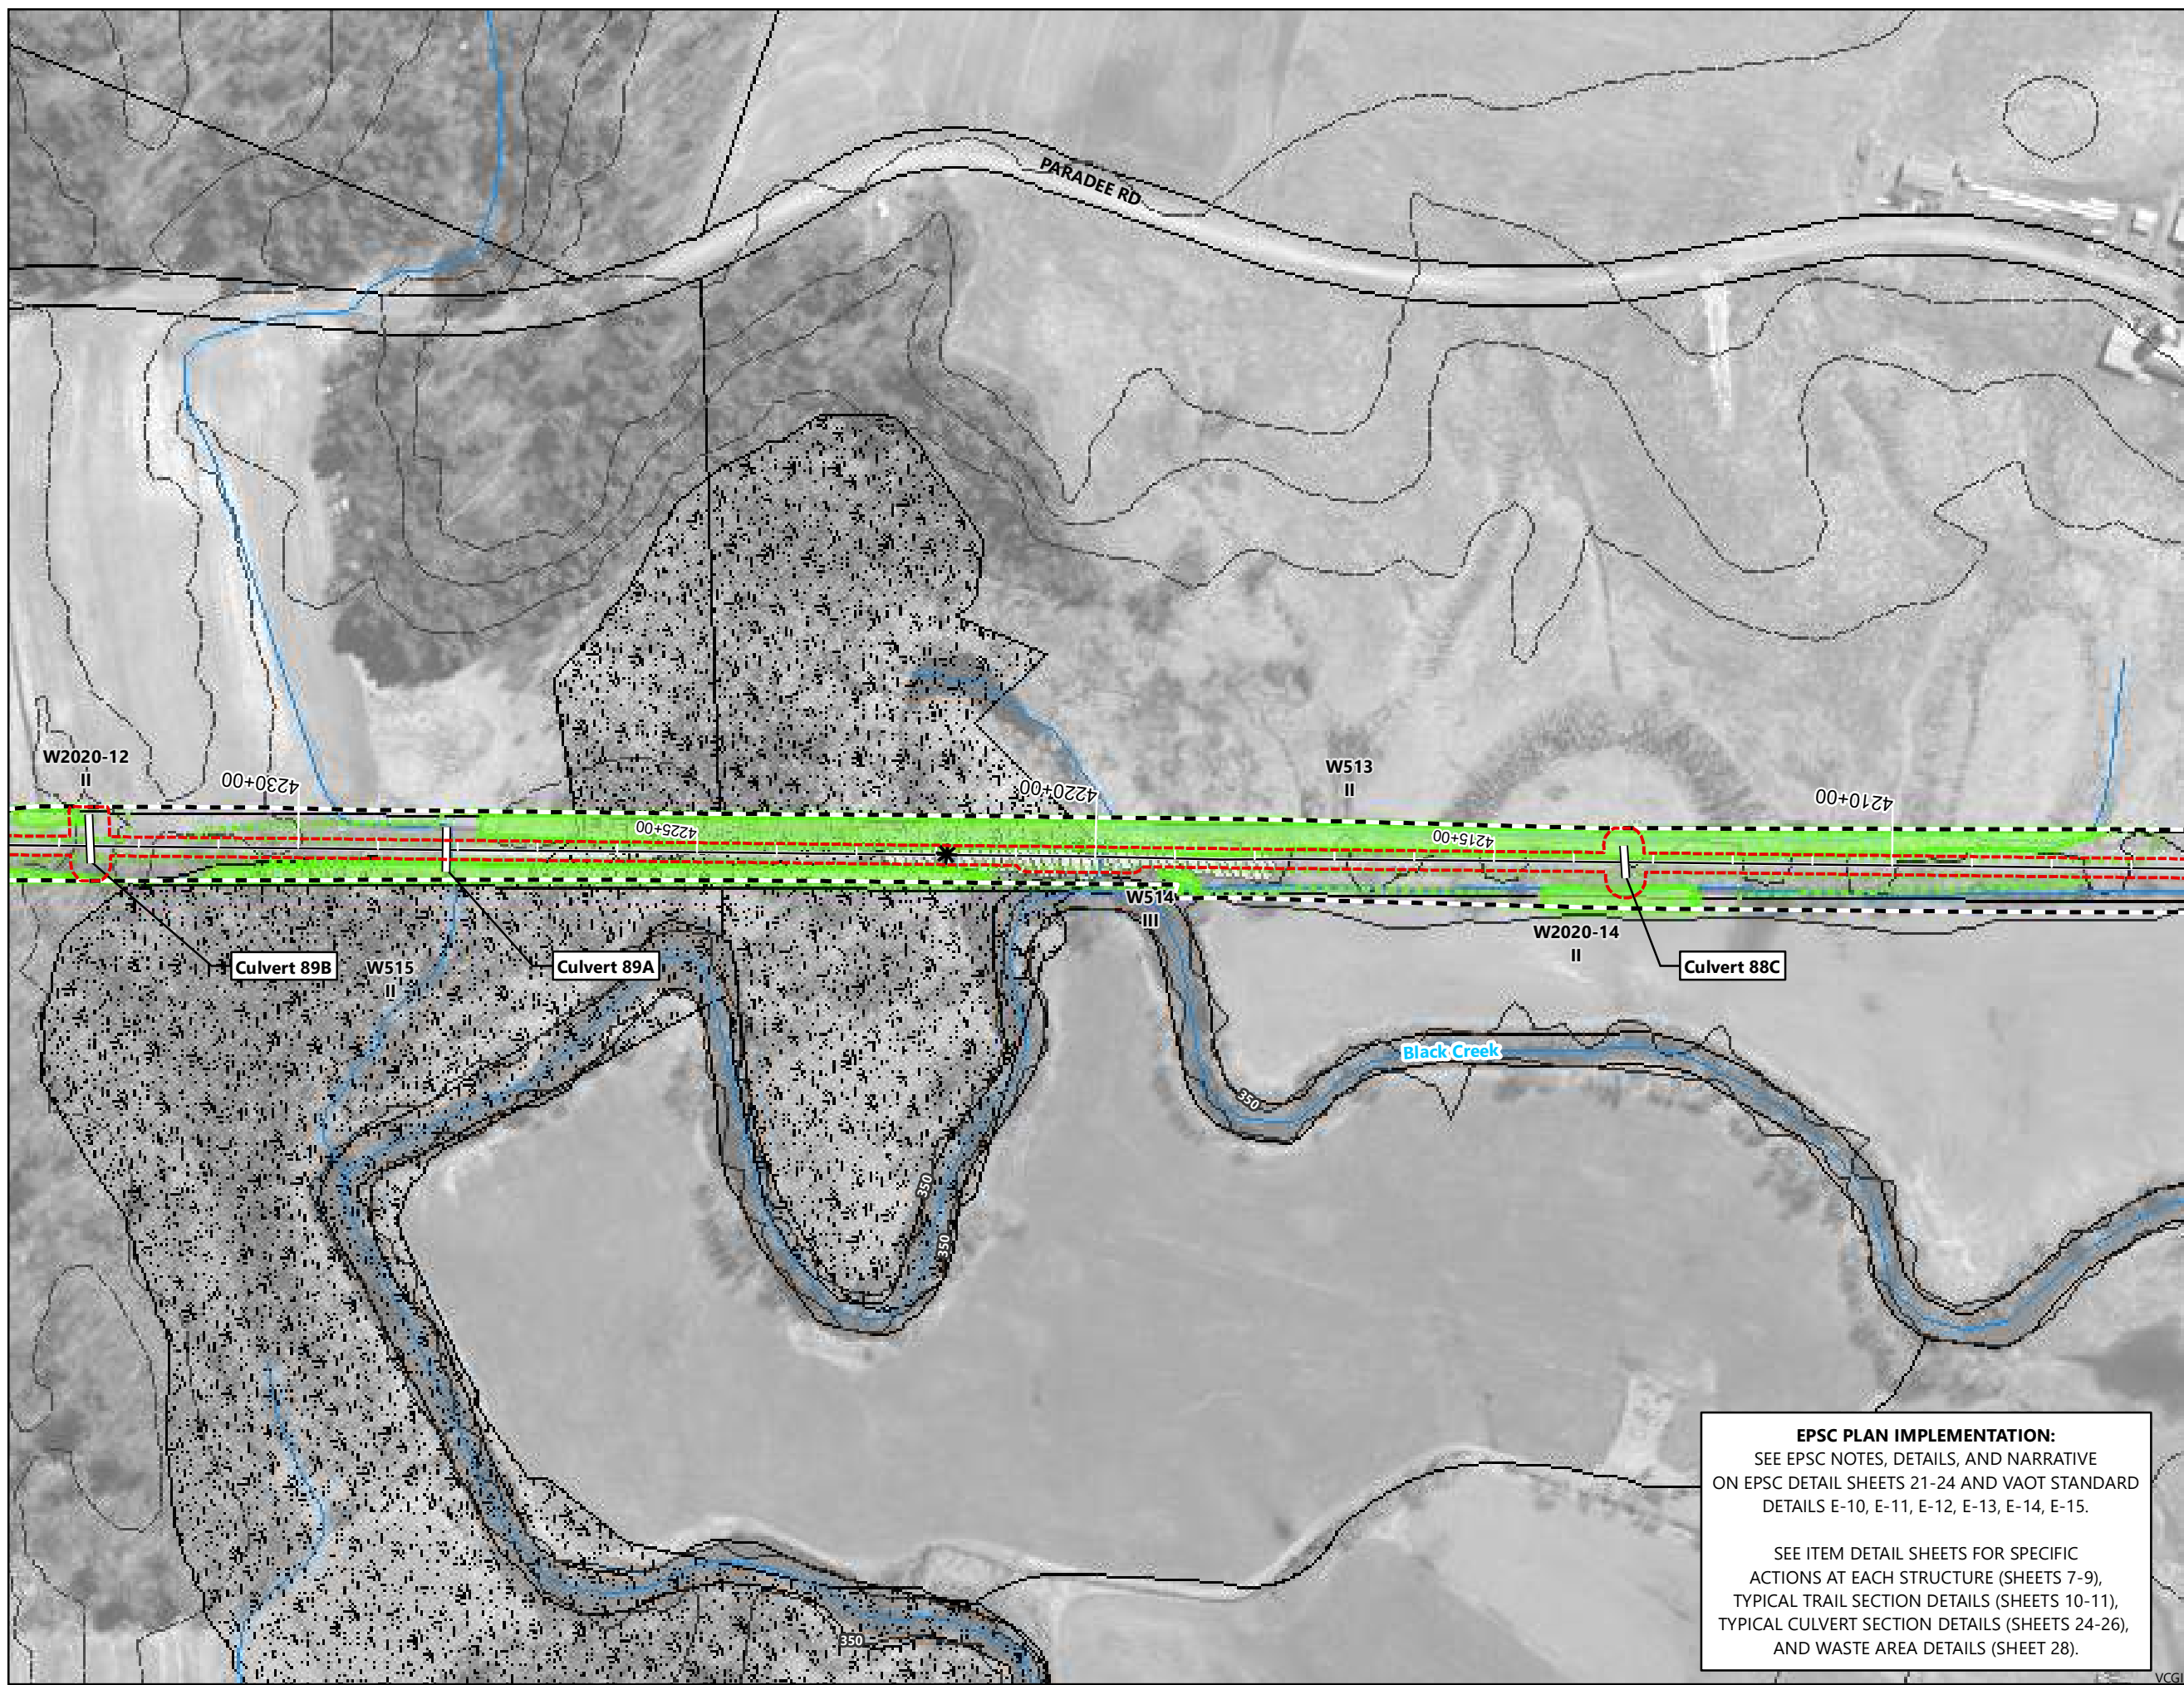 PARADEE RD
W2020-12
II
4230+00
4225+00
4220+00
W513
II
4215+00
4210+00
W514
III
W2020-14
II
Culvert 89B
W515
II
Culvert 89A
Culvert 88C
Black Creek
350
350
350
350
EPSC PLAN IMPLEMENTATION:
SEE EPSC NOTES, DETAILS, AND NARRATIVE
ON EPSC DETAIL SHEETS 21-24 AND VAOT STANDARD
DETAILS E-10, E-11, E-12, E-13, E-14, E-15.
SEE ITEM DETAIL SHEETS FOR SPECIFIC
ACTIONS AT EACH STRUCTURE (SHEETS 7-9),
TYPICAL TRAIL SECTION DETAILS (SHEETS 10-11),
TYPICAL CULVERT SECTION DETAILS (SHEETS 24-26),
AND WASTE AREA DETAILS (SHEET 28).
VCGI